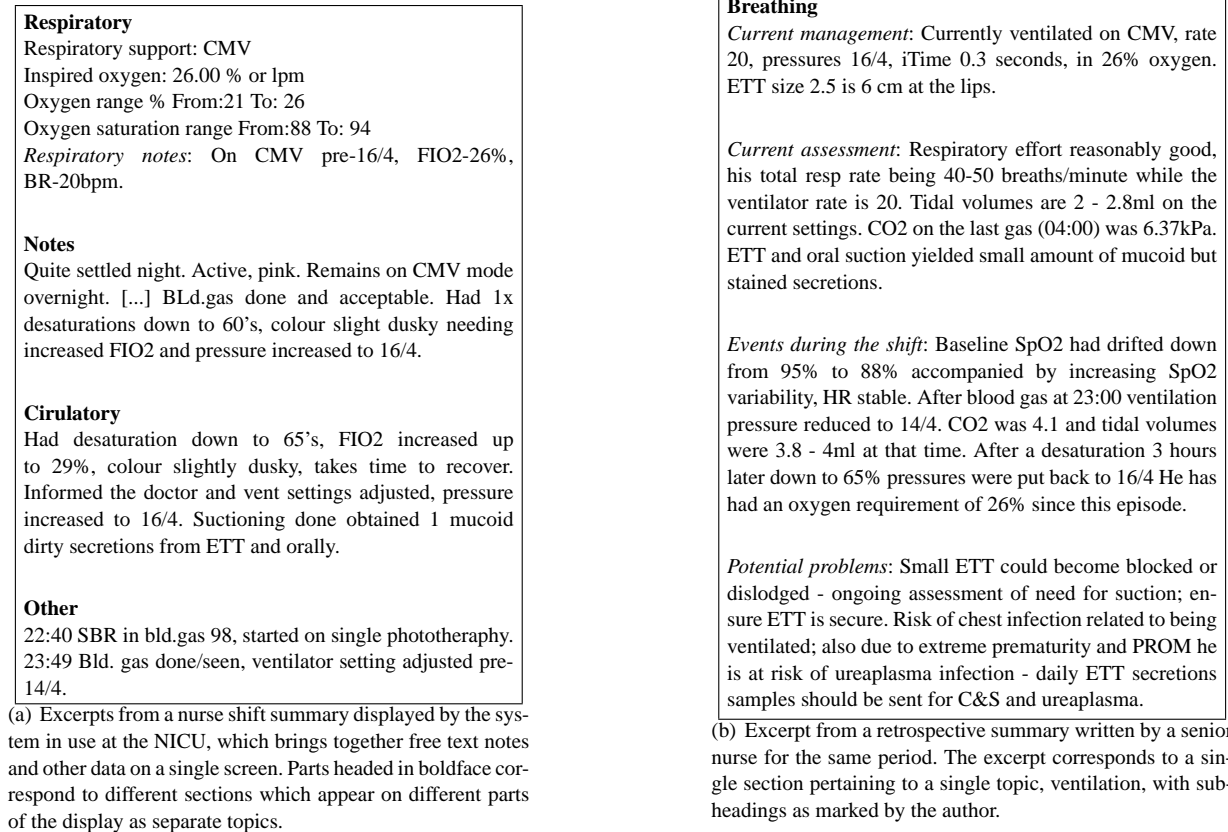 Respiratory
Respiratory support: CMV
Inspired oxygen: 26.00 % or lpm
Oxygen range % From:21 To: 26
Oxygen saturation range From:88 To: 94
Respiratory notes: On CMV pre-16/4, FIO2-26%,
BR-20bpm.
Notes
Quite settled night. Active, pink. Remains on CMV mode
overnight. [...] BLd.gas done and acceptable. Had 1x
desaturations down to 60's, colour slight dusky needing
increased FIO2 and pressure increased to 16/4.
Cirulatory
Had desaturation down to 65's, FIO2 increased up
to 29%, colour slightly dusky, takes time to recover.
Informed the doctor and vent settings adjusted, pressure
increased to 16/4. Suctioning done obtained 1 mucoid
dirty secretions from ETT and orally.
Other
22:40 SBR in bld.gas 98, started on single phototheraphy.
23:49 Bld. gas done/seen, ventilator setting adjusted pre-
14/4.
(a) Excerpts from a nurse shift summary displayed by the sys-
tem in use at the NICU, which brings together free text notes
and other data on a single screen. Parts headed in boldface cor-
respond to different sections which appear on different parts
of the display as separate topics.
Breathing
Current management: Currently ventilated on CMV, rate
20, pressures 16/4, iTime 0.3 seconds, in 26% oxygen.
ETT size 2.5 is 6 cm at the lips.
Current assessment: Respiratory effort reasonably good,
his total resp rate being 40-50 breaths/minute while the
ventilator rate is 20. Tidal volumes are 2 - 2.8ml on the
current settings. CO2 on the last gas (04:00) was 6.37kPa.
ETT and oral suction yielded small amount of mucoid but
stained secretions.
Events during the shift: Baseline SpO2 had drifted down
from 95% to 88% accompanied by increasing SpO2
variability, HR stable. After blood gas at 23:00 ventilation
pressure reduced to 14/4. CO2 was 4.1 and tidal volumes
were 3.8 - 4ml at that time. After a desaturation 3 hours
later down to 65% pressures were put back to 16/4 He has
had an oxygen requirement of 26% since this episode.
Potential problems: Small ETT could become blocked or
dislodged - ongoing assessment of need for suction; en-
sure ETT is secure. Risk of chest infection related to being
ventilated; also due to extreme prematurity and PROM he
is at risk of ureaplasma infection - daily ETT secretions
samples should be sent for C&S and ureaplasma.
(b) Excerpt from a retrospective summary written by a senior
nurse for the same period. The excerpt corresponds to a sin-
gle section pertaining to a single topic, ventilation, with sub-
headings as marked by the author.